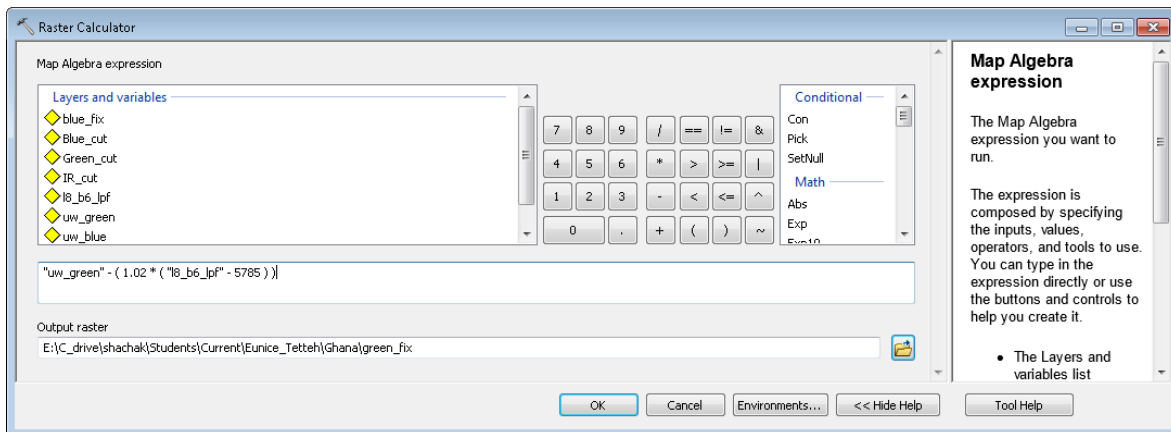 Raster Calculator
Map Algebra expression
Layers and variables
blue_fix
Blue_cut
Green_cut
IR_cut
l8_b6_lpf
uw_green
uw_blue
7 8 9 / == != &
4 5 6 * > >= |
1 2 3 - < <= ^
0 . + ( ) ~
Conditional
Con
Pick
SetNull
Math
Abs
Exp
Exp10
"uw_green" - ( 1.02 * ( "l8_b6_lpf" - 5785 ) )
Output raster
E:\C_drive\shachak\Students\Current\Eunice_Tetteh\Ghana\green_fix
OK Cancel Environments... << Hide Help Tool Help
Map Algebra
expression
The Map Algebra
expression you want to
run.
The expression is
composed by specifying
the inputs, values,
operators, and tools to use.
You can type in the
expression directly or use
the buttons and controls to
help you create it.
• The Layers and
variables list